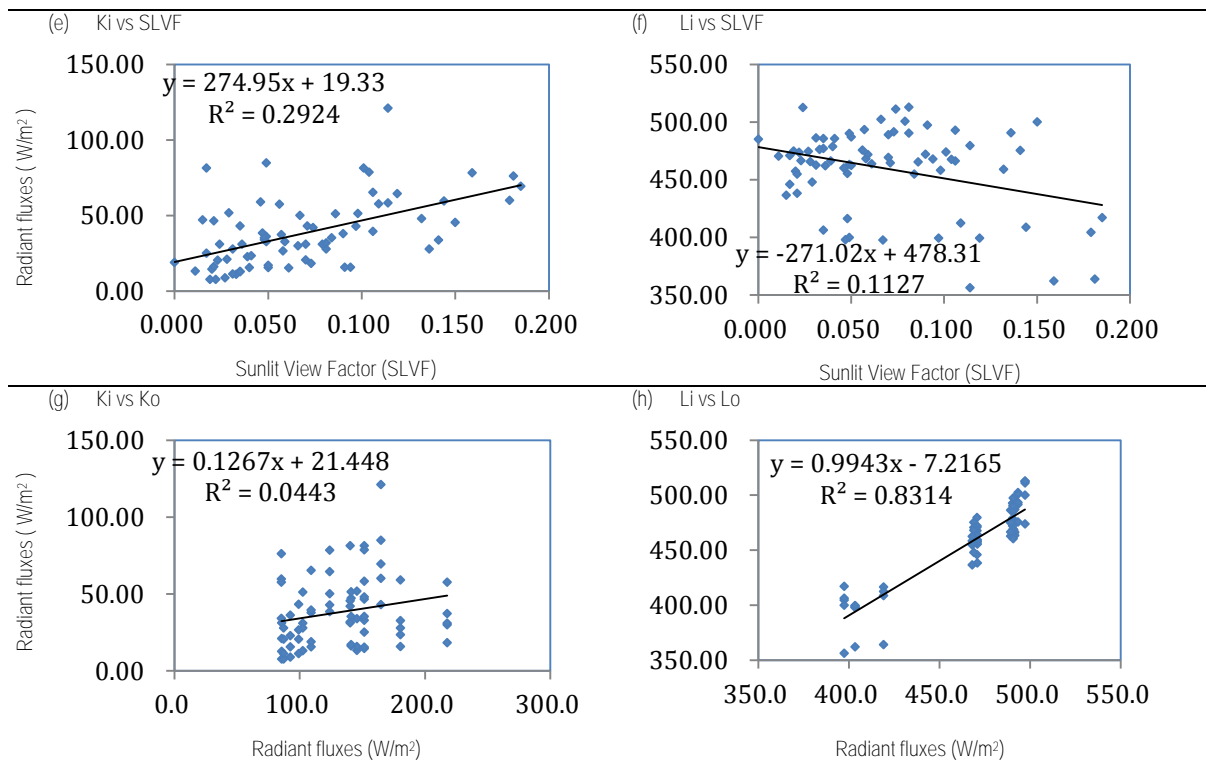 (e) Ki vs SLVF
(f) Li vs SLVF
Radiant fluxes ( W/m²)
150.00
100.00
50.00
0.00
y = 274.95x + 19.33
R² = 0.2924
0.000 0.050 0.100 0.150 0.200
Sunlit View Factor (SLVF)
550.00
500.00
450.00
400.00
350.00
y = -271.02x + 478.31
R² = 0.1127
0.000 0.050 0.100 0.150 0.200
Sunlit View Factor (SLVF)
(g) Ki vs Ko
(h) Li vs Lo
Radiant fluxes ( W/m²)
150.00
100.00
50.00
0.00
y = 0.1267x + 21.448
R² = 0.0443
0.0 100.0 200.0 300.0
Radiant fluxes (W/m²)
550.00
500.00
450.00
400.00
350.00
y = 0.9943x - 7.2165
R² = 0.8314
350.0 400.0 450.0 500.0 550.0
Radiant fluxes (W/m²)